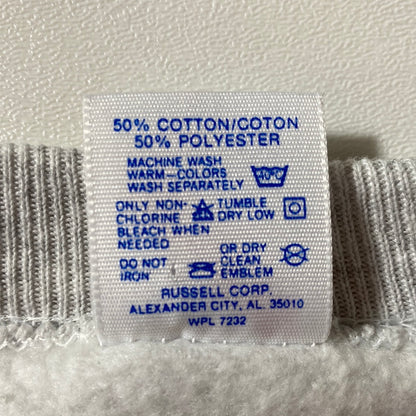 50% COTTON/COTON
50% POLYESTER
MACHINE WASH
WARM-COLORS
WASH SEPARATELY
40°C
ONLY NON-
CHLORINE
BLEACH WHEN
NEEDED
TUMBLE
DRY LOW
DO NOT
IRON
OR DRY
CLEAN
EMBLEM
RUSSELL CORP.
ALEXANDER CITY, AL. 35010
WPL 7232